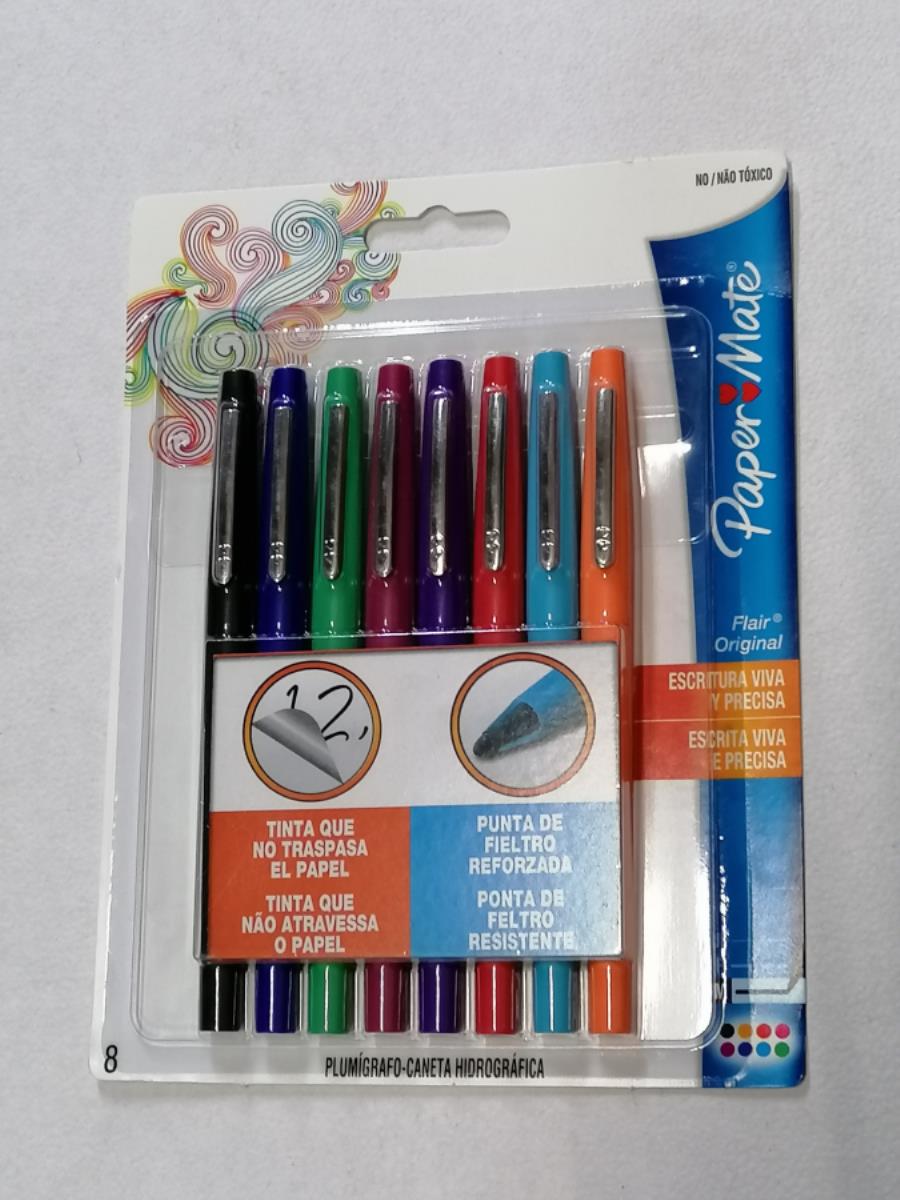 NO / NÃO TÓXICO
Paper Mate®
Flair®
Original
ESCRITURA VIVA
Y PRECISA
ESCRITA VIVA
E PRECISA
12,
TINTA QUE
NO TRASPASA
EL PAPEL
TINTA QUE
NÃO ATRAVESSA
O PAPEL
PUNTA DE
FIELTRO
REFORZADA
PONTA DE
FELTRO
RESISTENTE
8
PLUMÍGRAFO-CANETA HIDROGRÁFICA